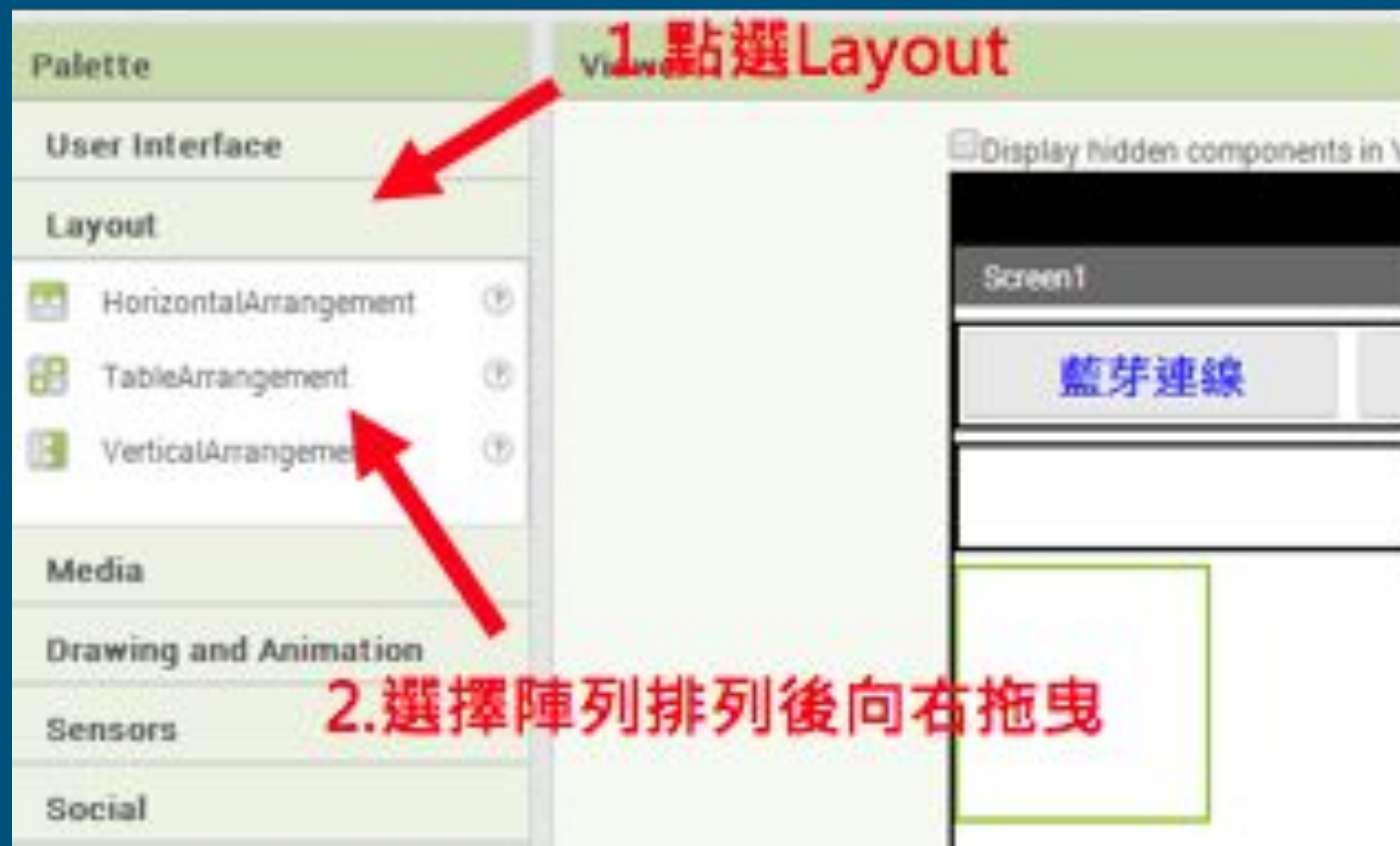 Palette
User Interface
Layout
HorizontalArrangement
TableArrangement
VerticalArrangeme
Media
Drawing and Animation
Sensors
Social
1.點選Layout
Display hidden components in
Screen1
藍芽連線
2.選擇陣列排列後向右拖曳